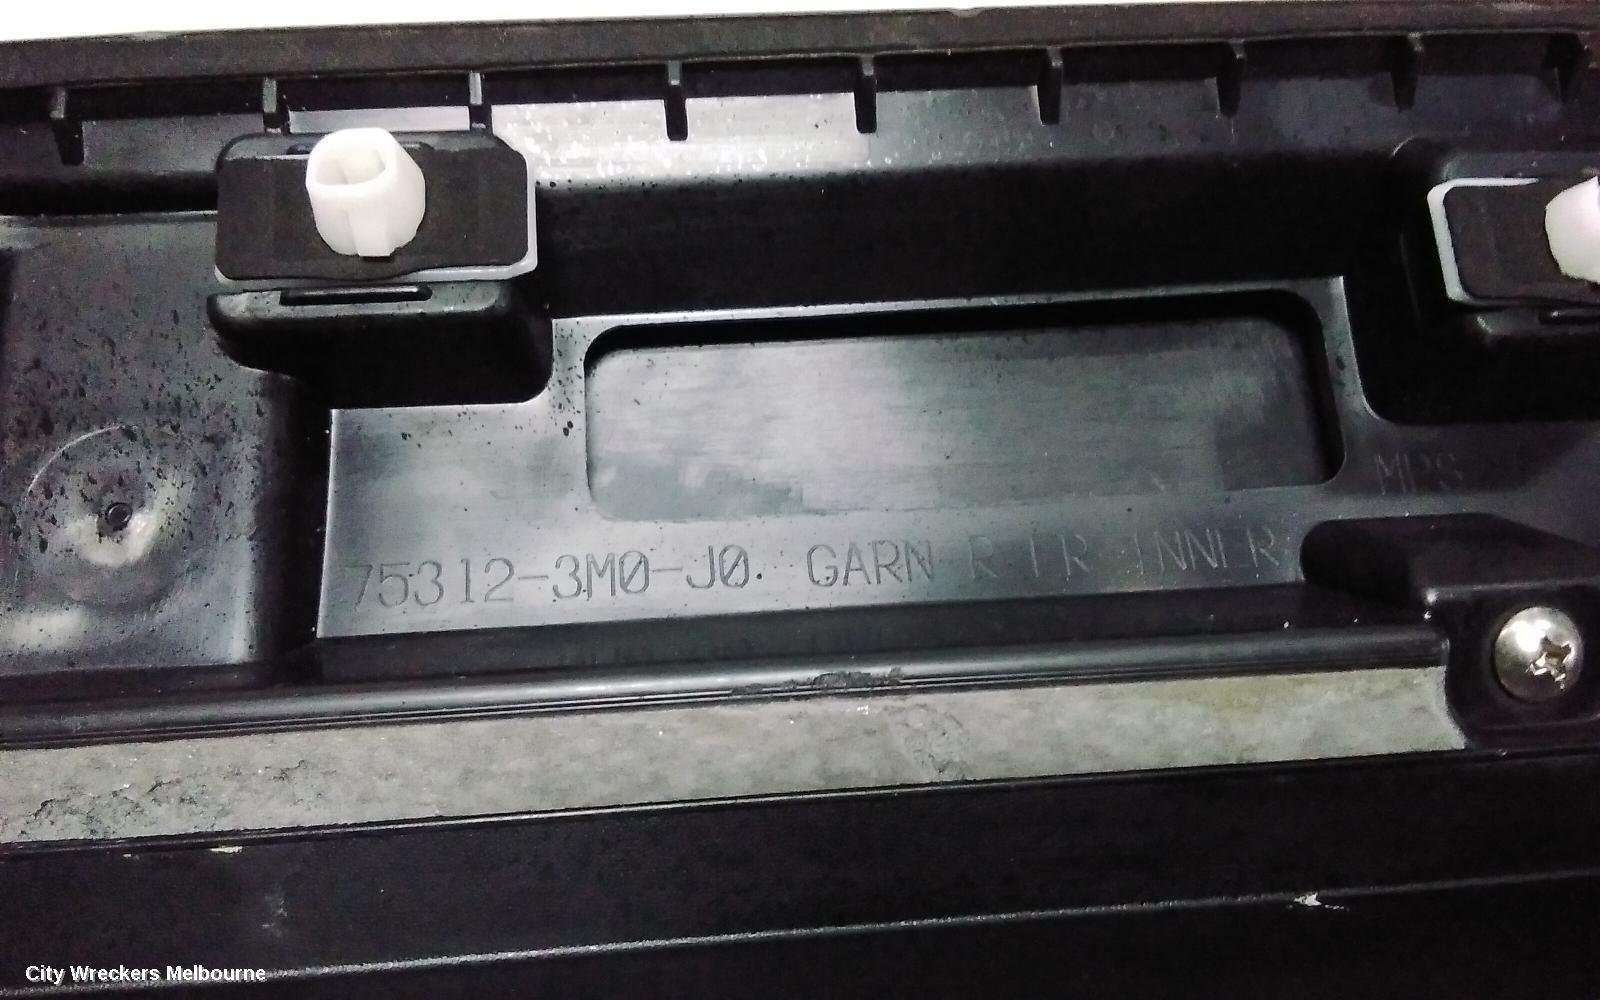 MPS
75312-3M0-J0. GARN R FR INNER
City Wreckers Melbourne